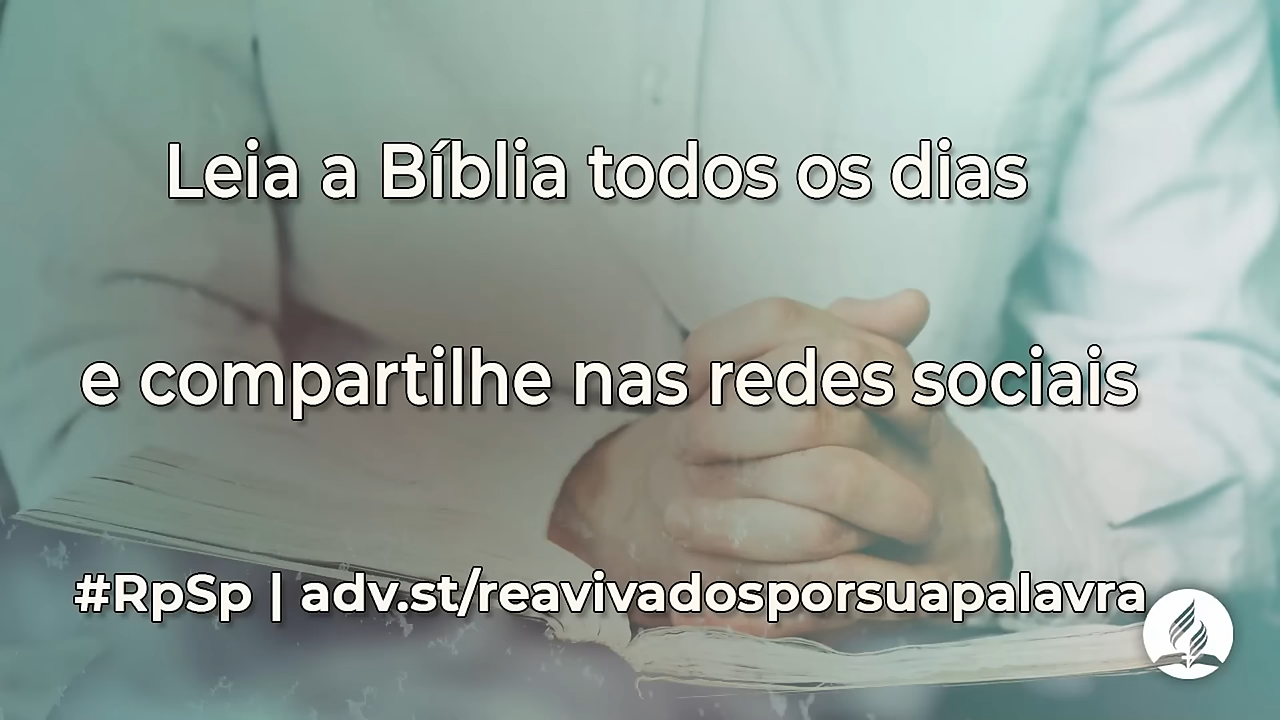 Leia a Bíblia todos os dias
e compartilhe nas redes sociais
#RpSp | adv.st/reavivadosporsuapalavra